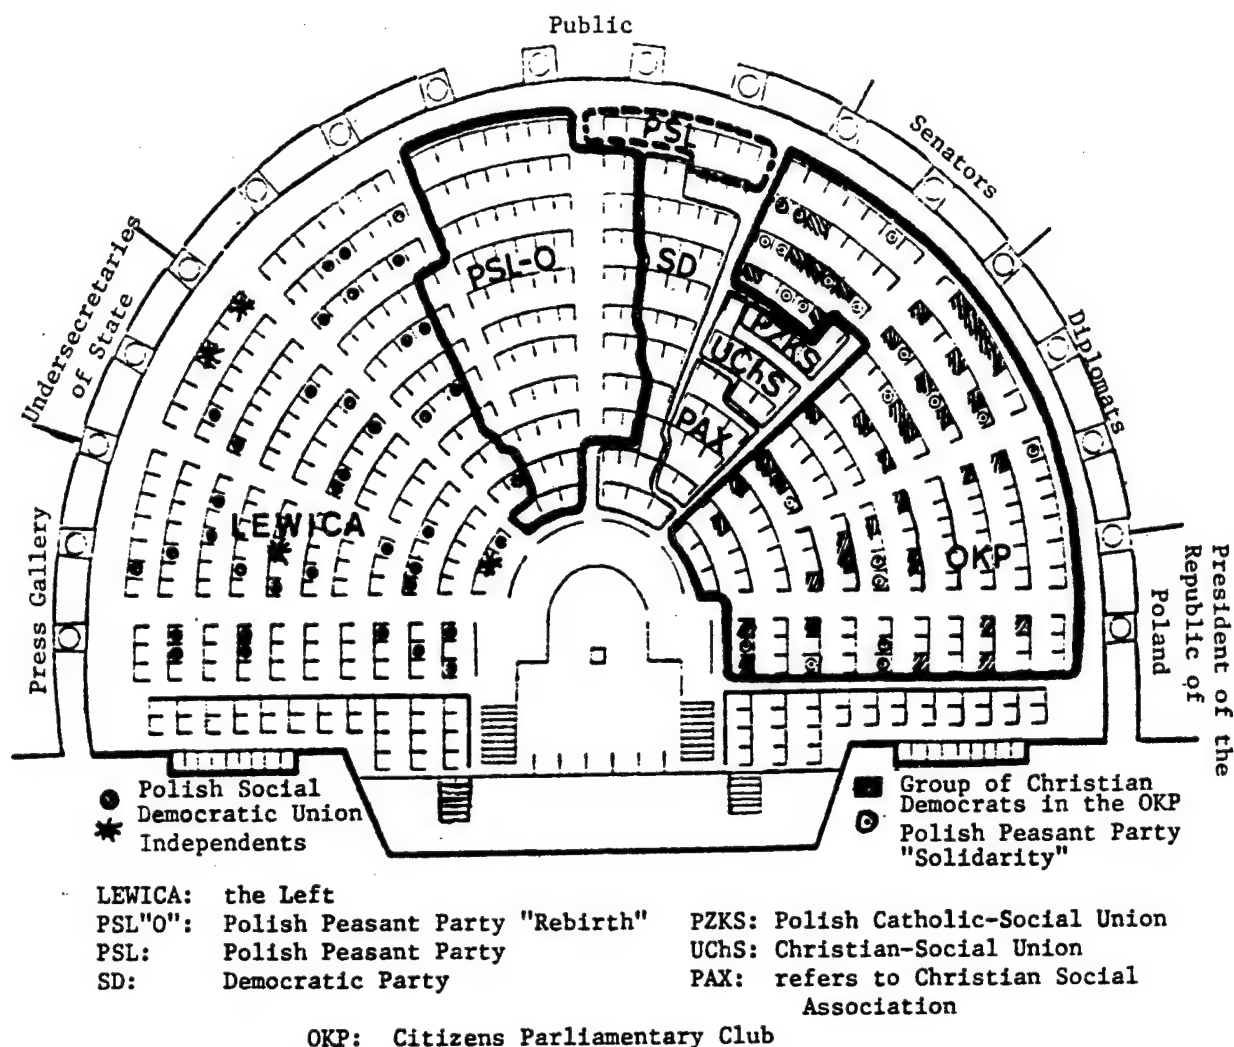 Public
Senators
Undersecretaries
of State
Diplomats
Press Gallery
President of the
Republic of
Poland
PSL
PSL-O
SD
PZKS
UChS
PAX
LEWICA
OKP
Polish Social
Democratic Union
Independents
Group of Christian
Democrats in the OKP
Polish Peasant Party
"Solidarity"
LEWICA: the Left
PSL"O": Polish Peasant Party "Rebirth"
PSL: Polish Peasant Party
SD: Democratic Party
PZKS: Polish Catholic-Social Union
UChS: Christian-Social Union
PAX: refers to Christian Social
Association
OKP: Citizens Parliamentary Club